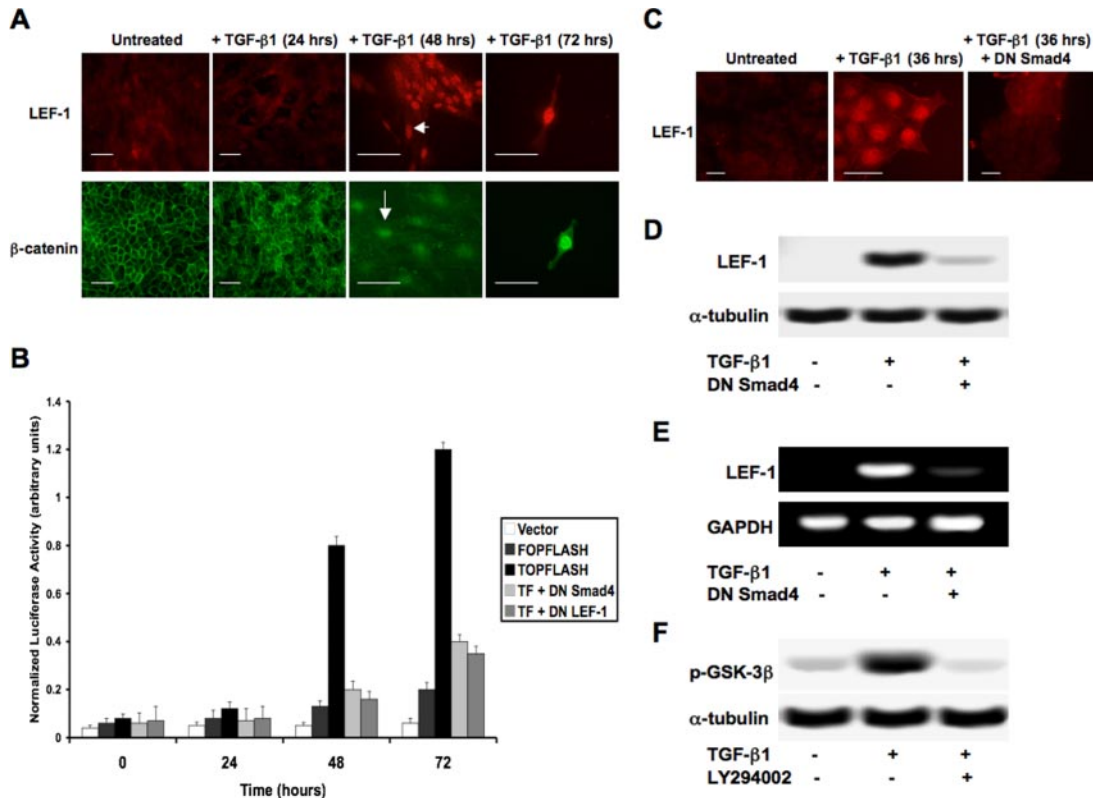 A
Untreated
+ TGF-β1 (24 hrs)
+ TGF-β1 (48 hrs)
+ TGF-β1 (72 hrs)
LEF-1
β-catenin
B
Normalized Luciferase Activity (arbitrary units)
1.4
1.2
1
0.8
0.6
0.4
0.2
0
0
24
48
72
Time (hours)
Vector
FOPFLASH
TOPFLASH
TF + DN Smad4
TF + DN LEF-1
C
Untreated
+ TGF-β1 (36 hrs)
+ TGF-β1 (36 hrs)
+ DN Smad4
LEF-1
D
LEF-1
α-tubulin
TGF-β1 - + +
DN Smad4 - - +
E
LEF-1
GAPDH
TGF-β1 - + +
DN Smad4 - - +
F
p-GSK-3β
α-tubulin
TGF-β1 - + +
LY294002 - - +